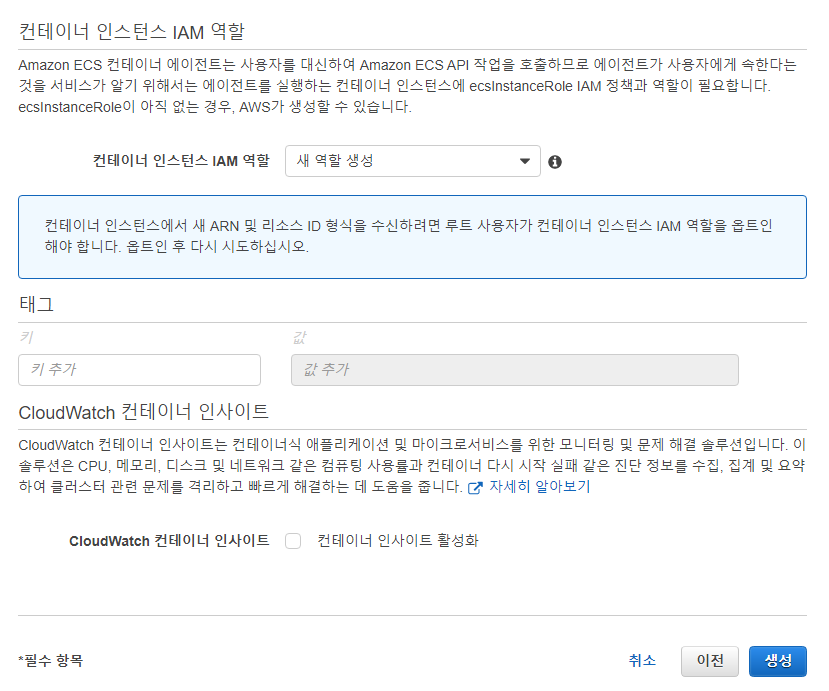 컨테이너 인스턴스 IAM 역할
Amazon ECS 컨테이너 에이전트는 사용자를 대신하여 Amazon ECS API 작업을 호출하므로 에이전트가 사용자에게 속한다는
것을 서비스가 알기 위해서는 에이전트를 실행하는 컨테이너 인스턴스에 ecsInstanceRole IAM 정책과 역할이 필요합니다.
ecsInstanceRole이 아직 없는 경우, AWS가 생성할 수 있습니다.
컨테이너 인스턴스 IAM 역할 새 역할 생성
컨테이너 인스턴스에서 새 ARN 및 리소스 ID 형식을 수신하려면 루트 사용자가 컨테이너 인스턴스 IAM 역할을 옵트인
해야 합니다. 옵트인 후 다시 시도하십시오.
태그
키 값
키 추가 값 추가
CloudWatch 컨테이너 인사이트
CloudWatch 컨테이너 인사이트는 컨테이너식 애플리케이션 및 마이크로서비스를 위한 모니터링 및 문제 해결 솔루션입니다. 이
솔루션은 CPU, 메모리, 디스크 및 네트워크 같은 컴퓨팅 사용률과 컨테이너 다시 시작 실패 같은 진단 정보를 수집, 집계 및 요약
하여 클러스터 관련 문제를 격리하고 빠르게 해결하는 데 도움을 줍니다. 자세히 알아보기
CloudWatch 컨테이너 인사이트 컨테이너 인사이트 활성화
*필수 항목 취소 이전 생성